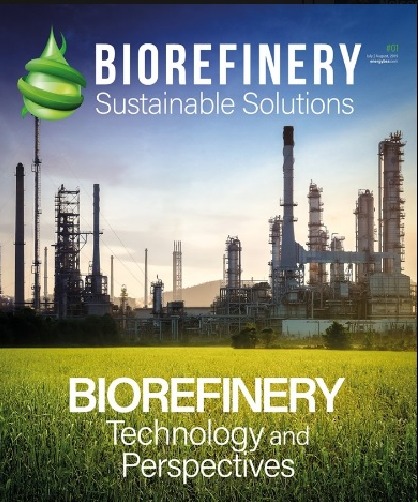 BIOREFINERY
#01
Sustainable Solutions
BIOREFINERY
Technology and
Perspectives